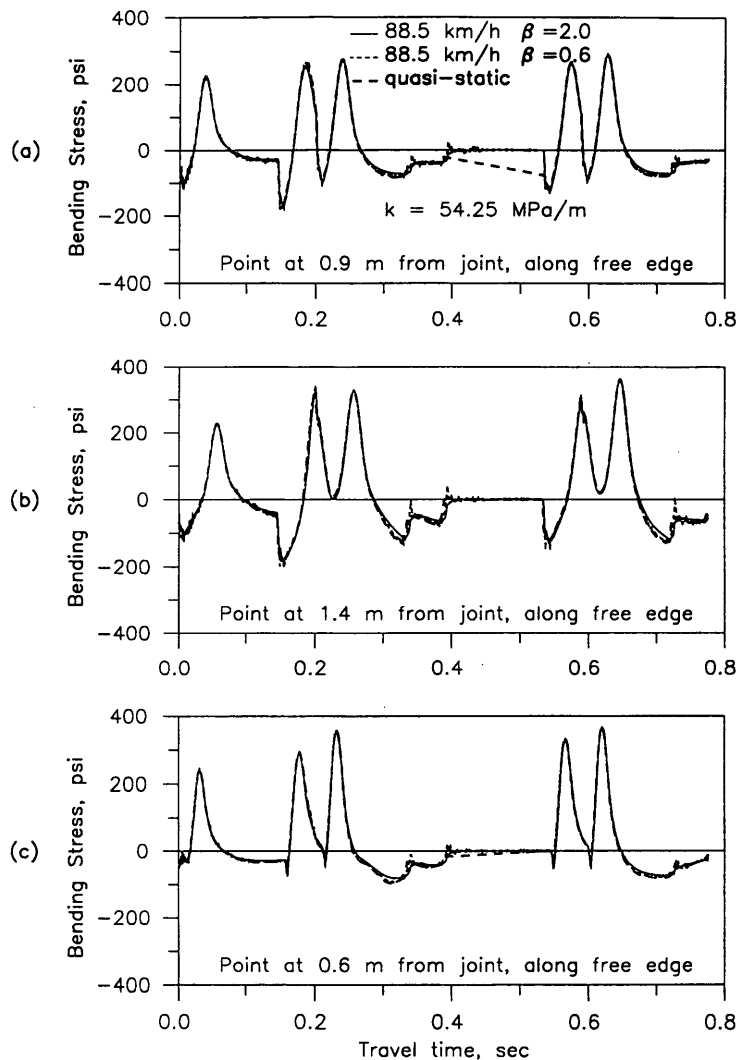 (a)
Bending Stress, psi
400
200
0
−200
−400
88.5 km/h β =2.0
88.5 km/h β =0.6
quasi−static
k = 54.25 MPa/m
Point at 0.9 m from joint, along free edge
0.0 0.2 0.4 0.6 0.8
(b)
Bending Stress, psi
400
200
0
−200
−400
Point at 1.4 m from joint, along free edge
0.0 0.2 0.4 0.6 0.8
(c)
Bending Stress, psi
400
200
0
−200
−400
Point at 0.6 m from joint, along free edge
0.0 0.2 0.4 0.6 0.8
Travel time, sec